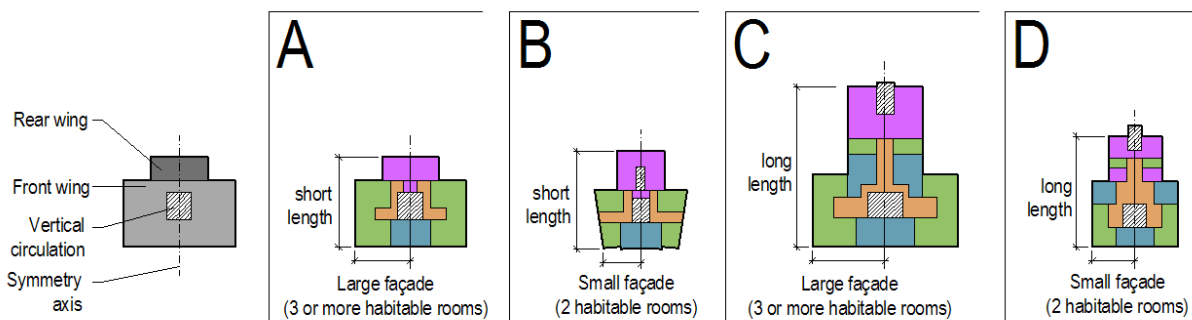 Rear wing
Front wing
Vertical
circulation
Symmetry
axis
A
short
length
Large façade
(3 or more habitable rooms)
B
short
length
Small façade
(2 habitable rooms)
C
long
length
Large façade
(3 or more habitable rooms)
D
long
length
Small façade
(2 habitable rooms)